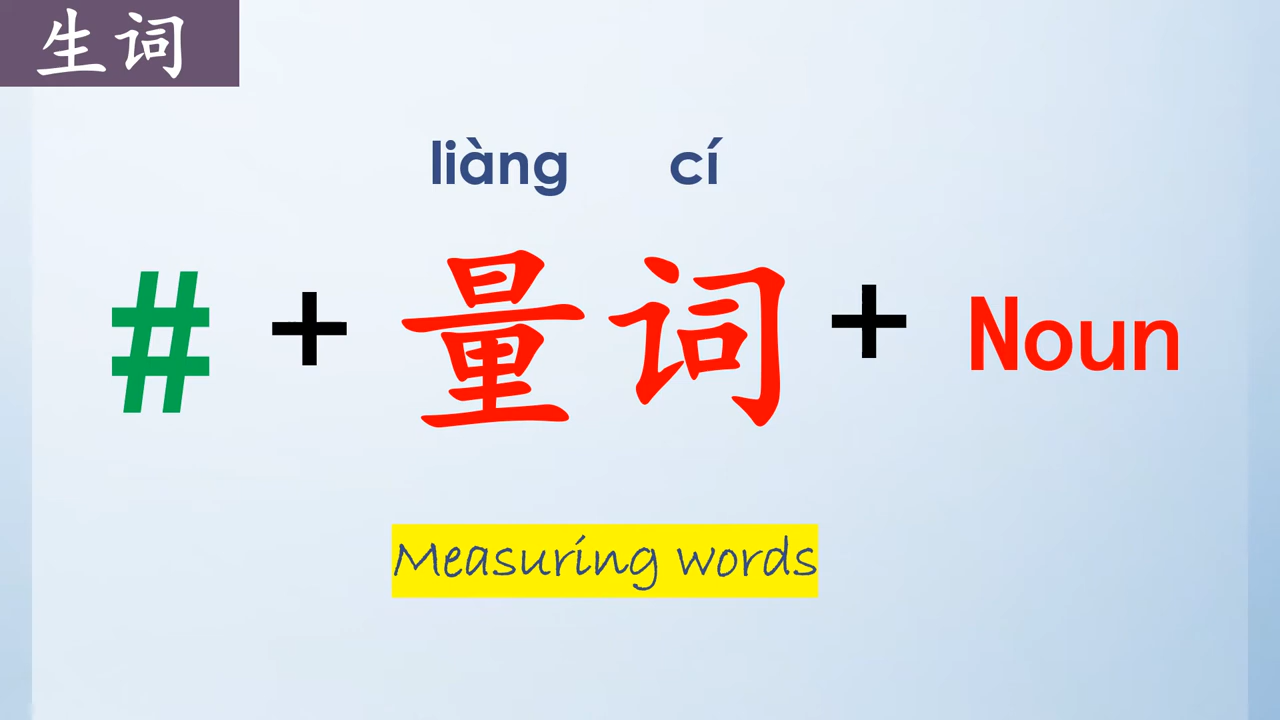 生词
liàng cí
# + 量词 + Noun
Measuring words